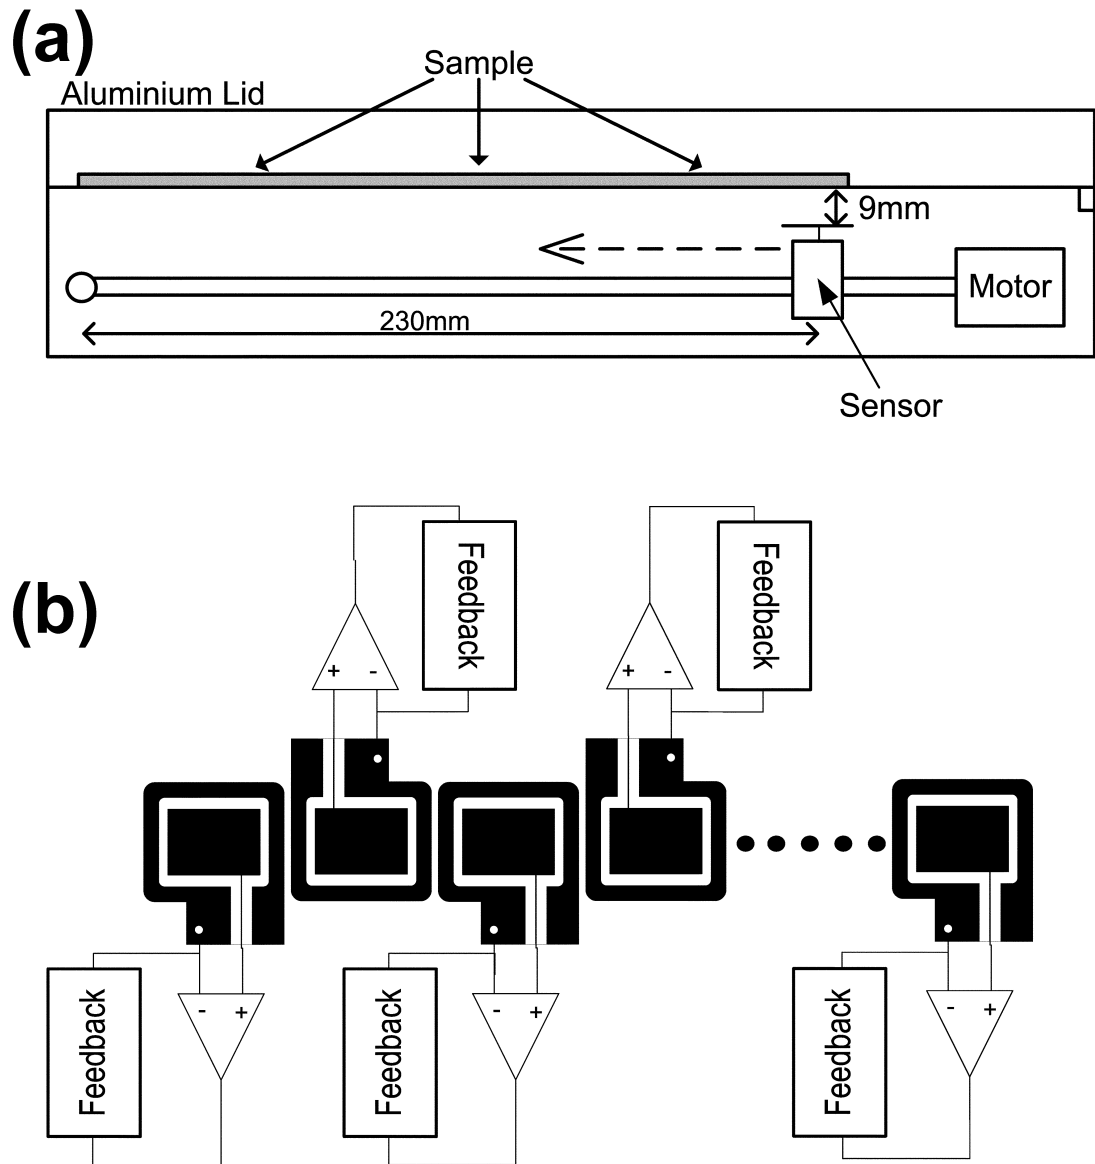 (a)
Sample
Aluminium Lid
9mm
Motor
230mm
Sensor
(b)
Feedback
Feedback
+ -
+ -
- +
- +
- +
Feedback
Feedback
Feedback